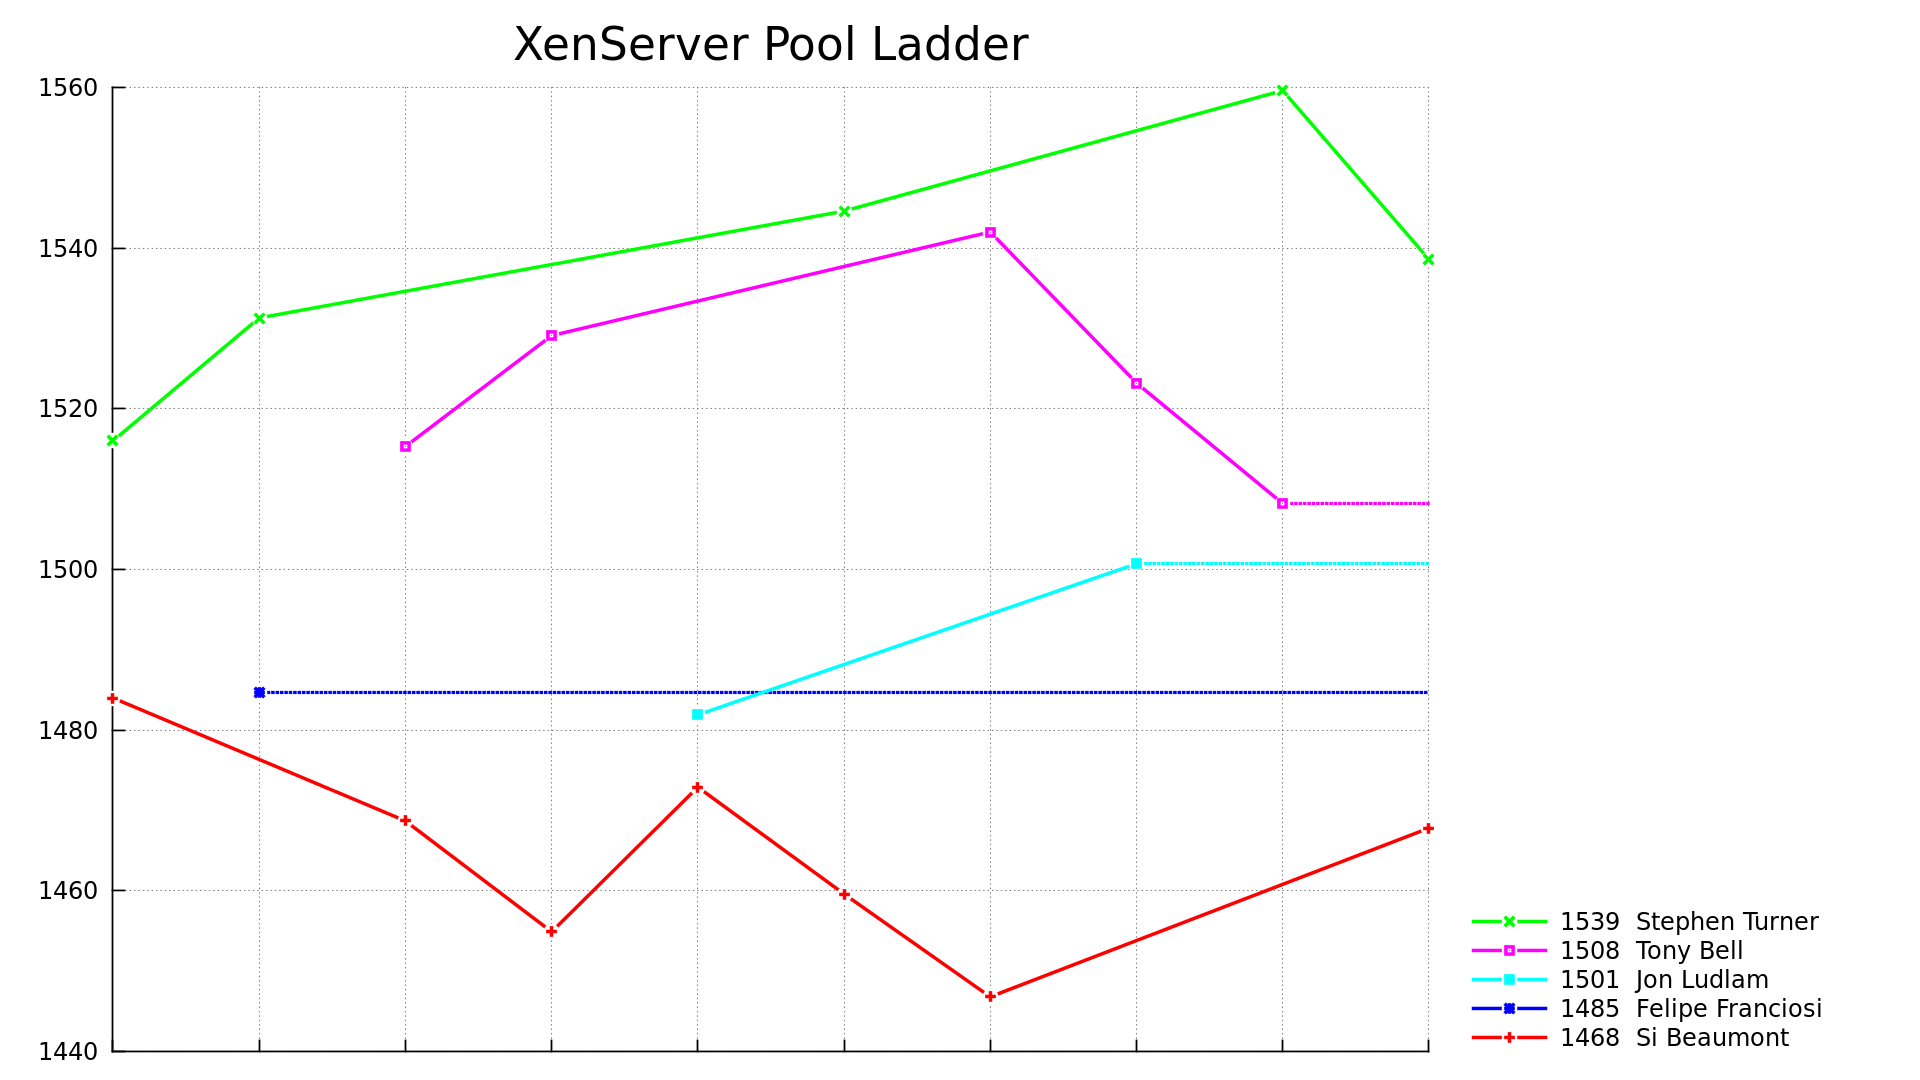 XenServer Pool Ladder
1560
1540
1520
1500
1480
1460
1440
1539 Stephen Turner
1508 Tony Bell
1501 Jon Ludlam
1485 Felipe Franciosi
1468 Si Beaumont